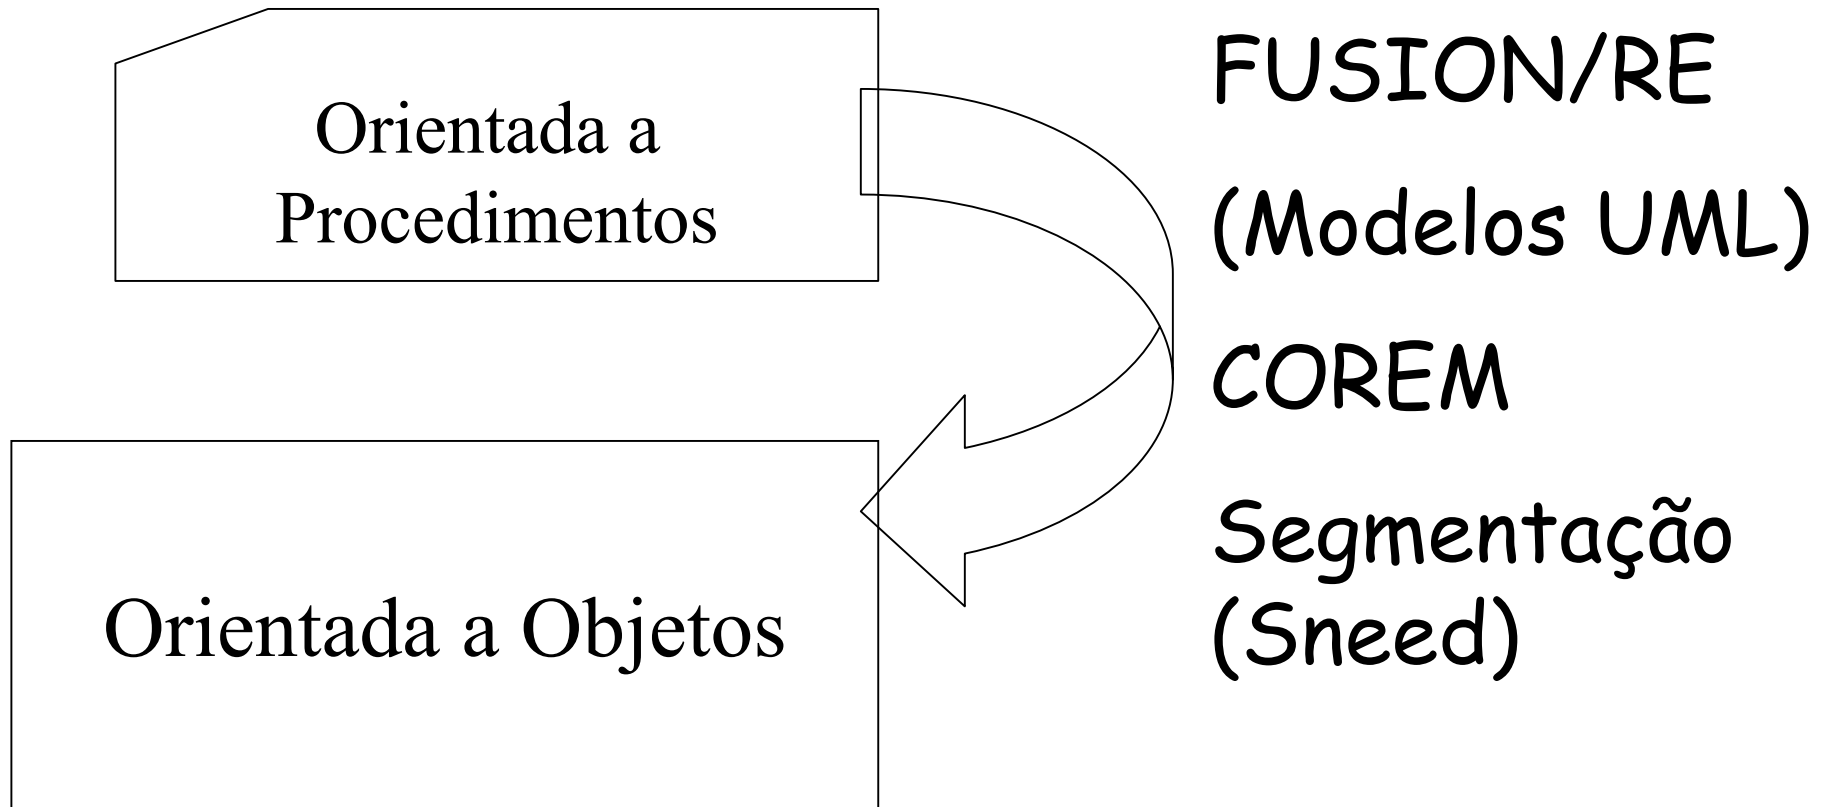 Orientada a
Procedimentos
Orientada a Objetos
FUSION/RE
(Modelos UML)
COREM
Segmentação
(Sneed)